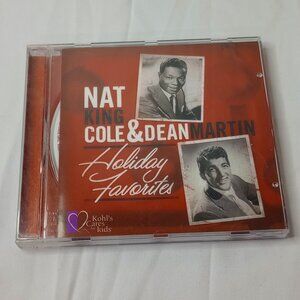 NAT
KING
COLE & DEAN MARTIN
Holiday
Favorites
Kohl's
Cares for
kids